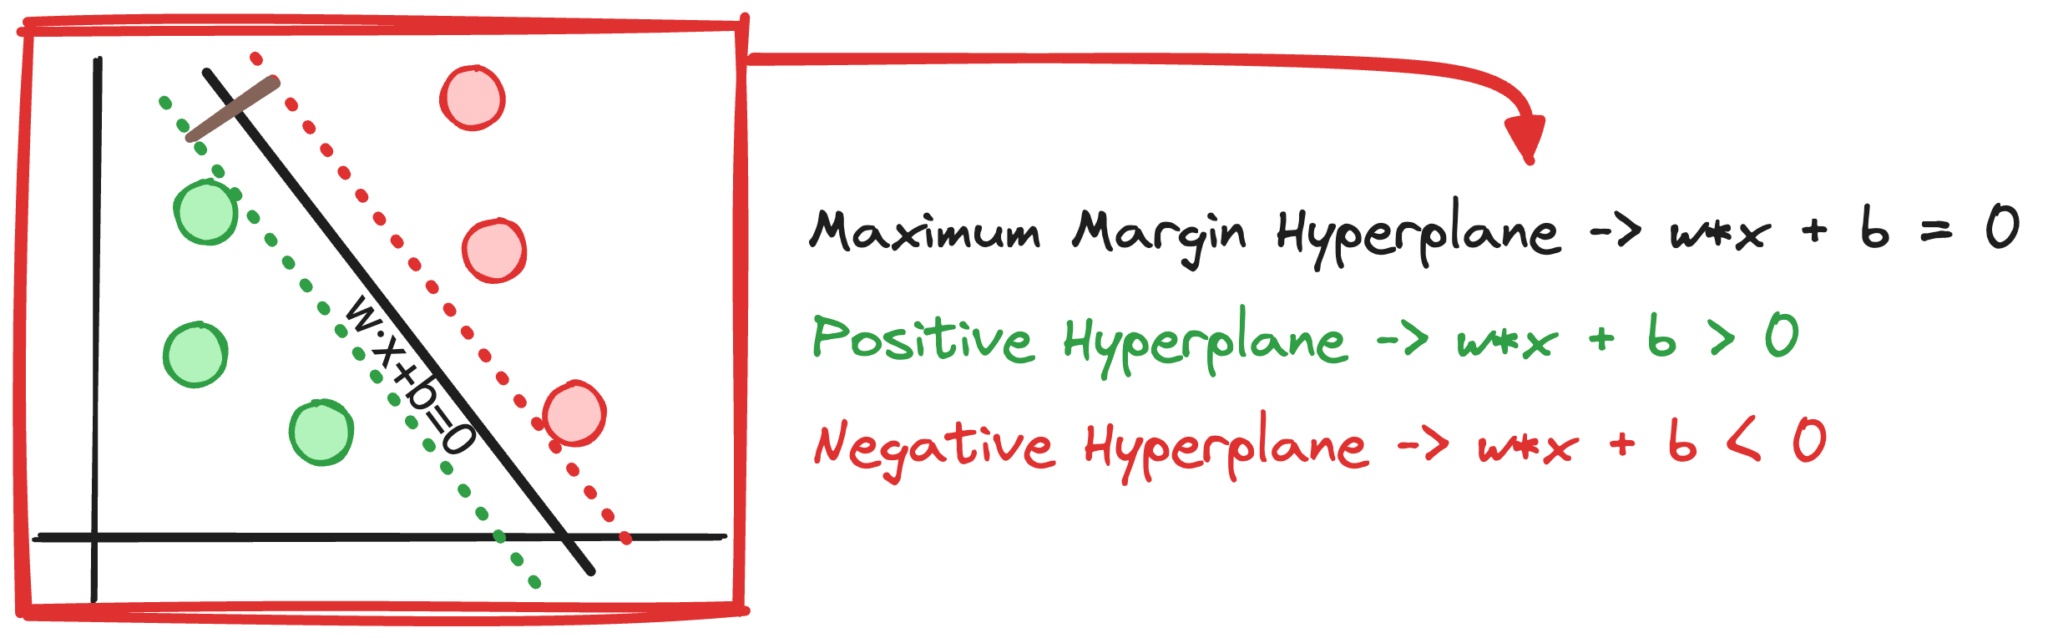 w·x+b=0
Maximum Margin Hyperplane -> w*x + b = 0
Positive Hyperplane -> w*x + b > 0
Negative Hyperplane -> w*x + b < 0